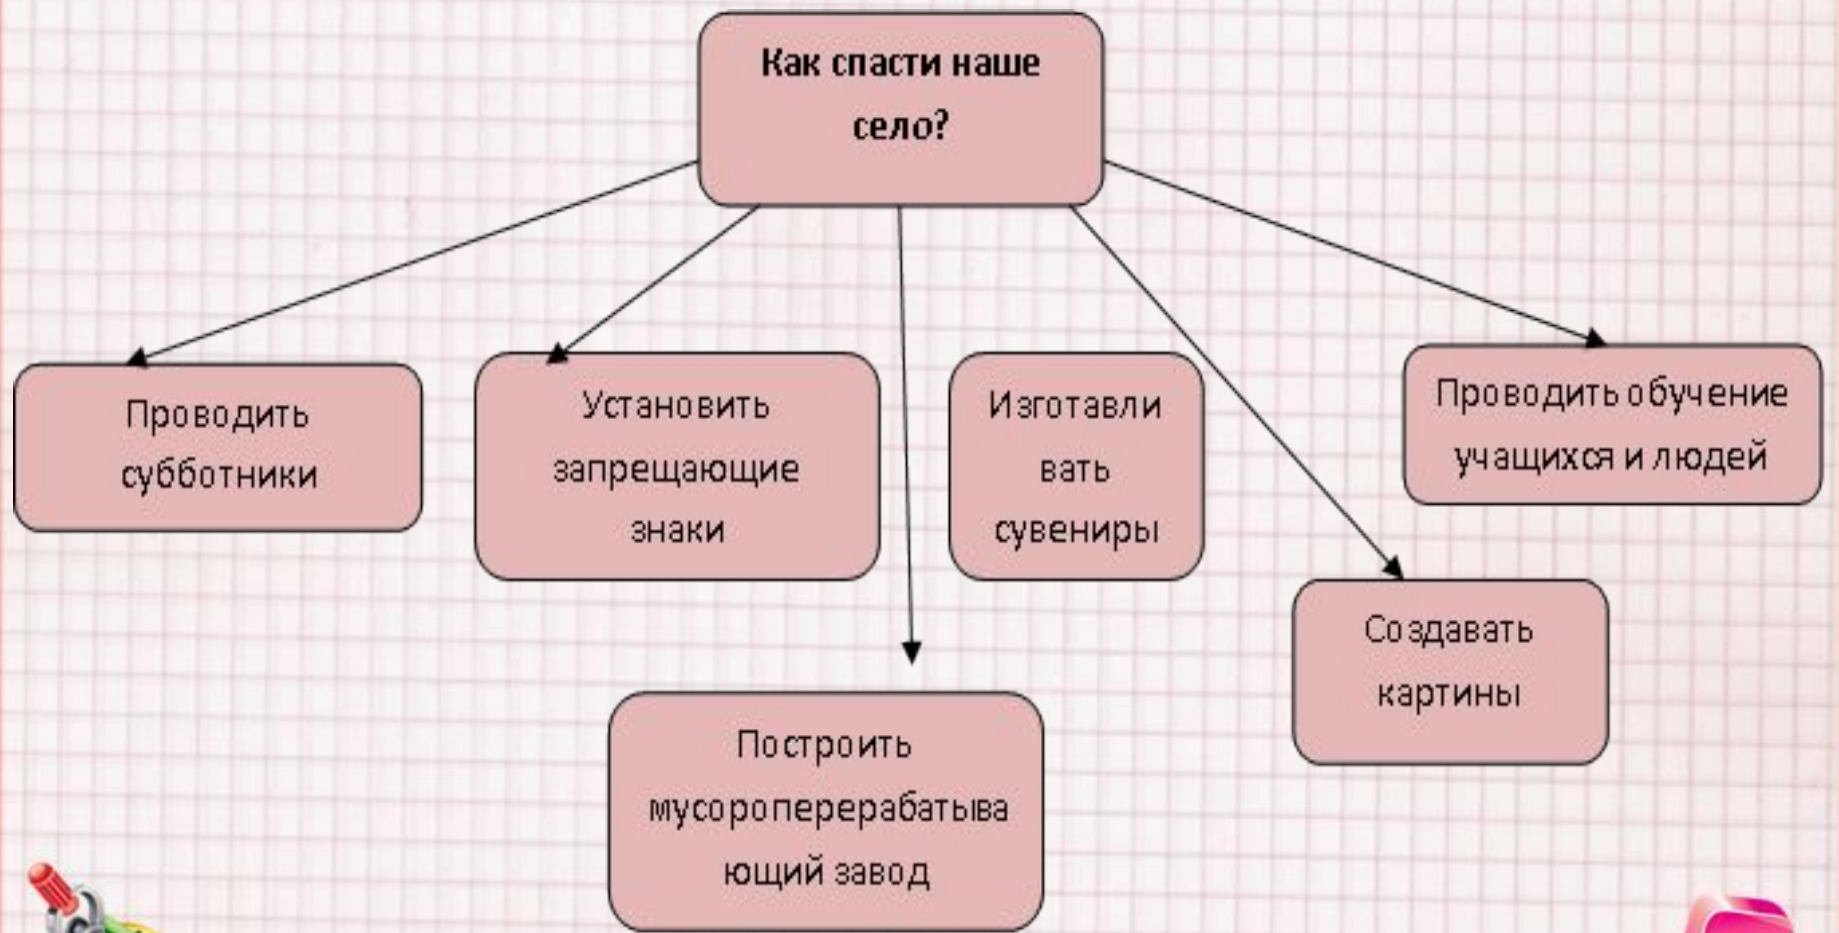 Как спасти наше
село?
Проводить
субботники
Установить
запрещающие
знаки
Изготавли
вать
сувениры
Проводить обучение
учащихся и людей
Создавать
картины
Построить
мусороперерабатыва
ющий завод